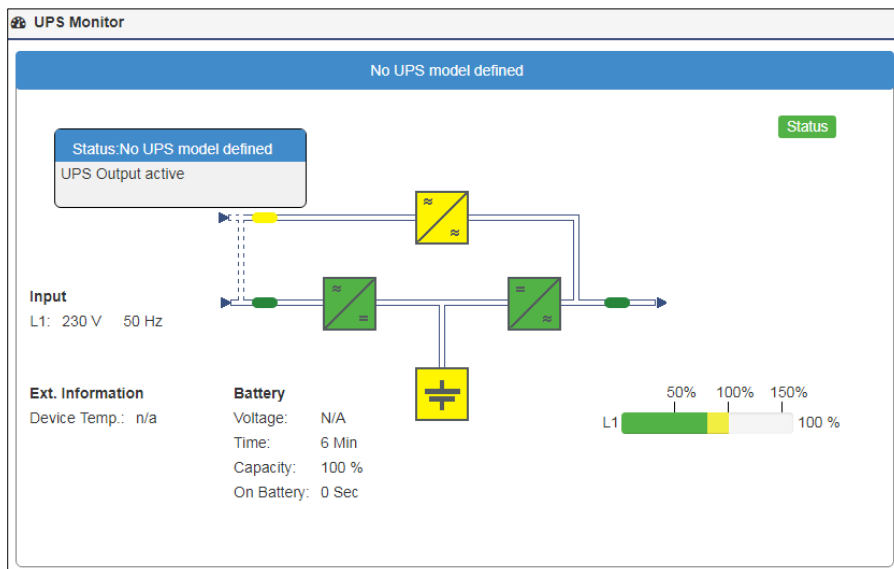 UPS Monitor
No UPS model defined
Status
Status:No UPS model defined
UPS Output active
≈
≈
Input
L1: 230 V 50 Hz
≈
=
=
≈
Ext. Information
Device Temp.: n/a
Battery
Voltage: N/A
Time: 6 Min
Capacity: 100 %
On Battery: 0 Sec
50% 100% 150%
L1 100 %